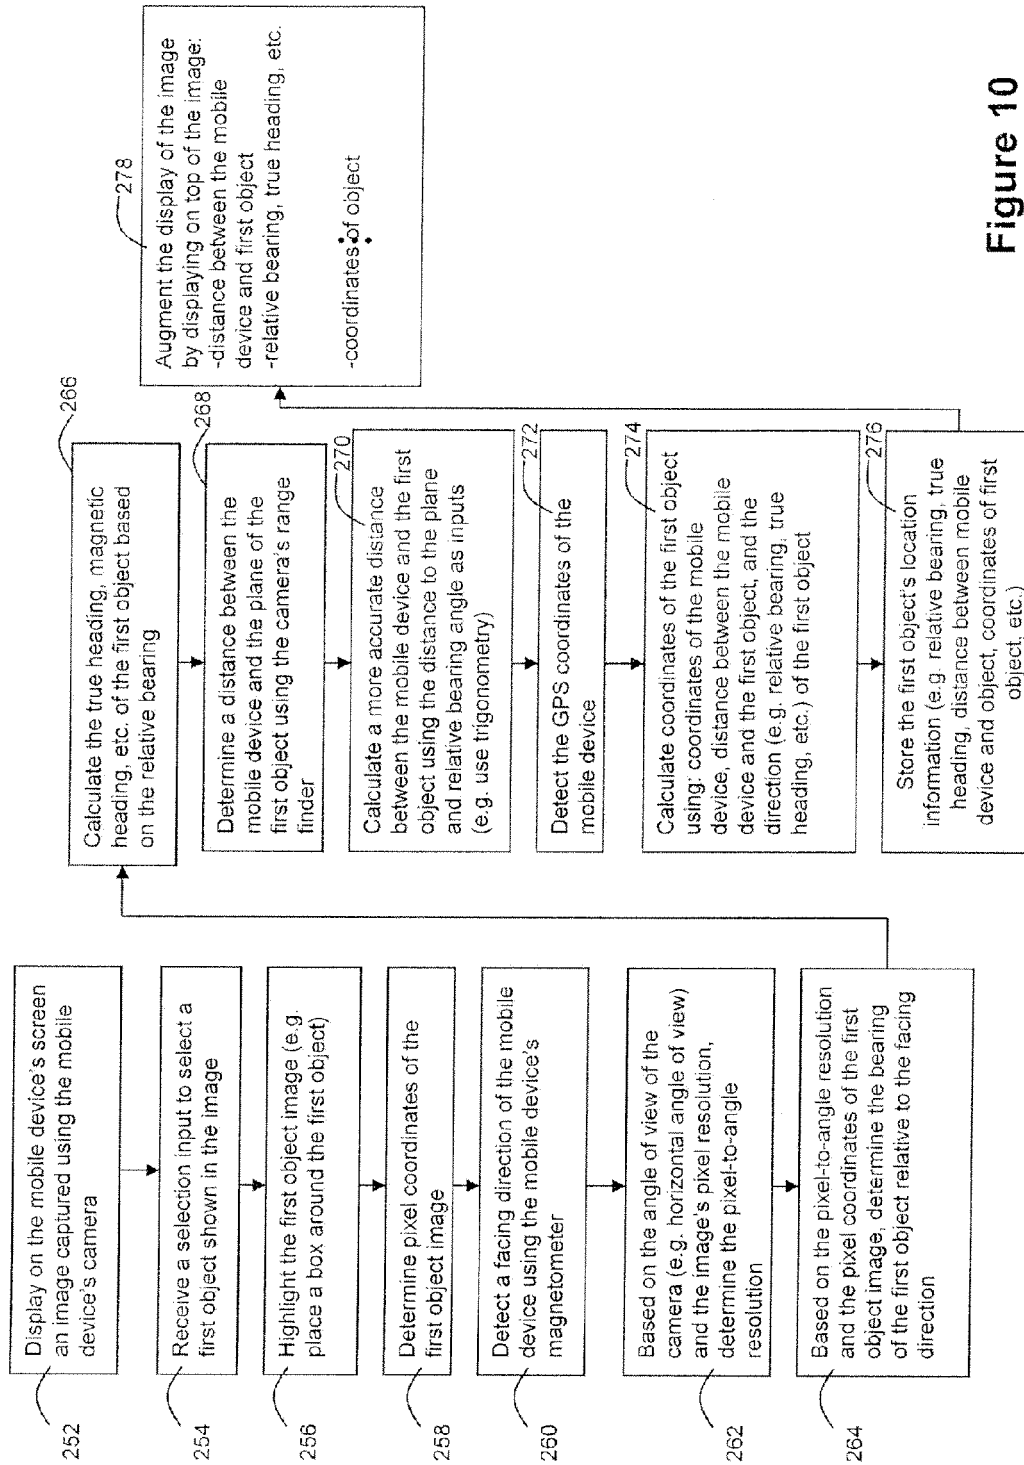 252
Display on the mobile device's screen
an image captured using the mobile
device's camera
254
Receive a selection input to select a
first object shown in the image
256
Highlight the first object image (e.g.
place a box around the first object)
258
Determine pixel coordinates of the
first object image
260
Detect a facing direction of the mobile
device using the mobile device's
magnetometer
262
Based on the angle of view of the
camera (e.g. horizontal angle of view)
and the image's pixel resolution,
determine the pixel-to-angle
resolution
264
Based on the pixel-to-angle resolution
and the pixel coordinates of the first
object image, determine the bearing
of the first object relative to the facing
direction
266
Calculate the true heading, magnetic
heading, etc. of the first object based
on the relative bearing
268
Determine a distance between the
mobile device and the plane of the
first object using the camera's range
finder
270
Calculate a more accurate distance
between the mobile device and the first
object using the distance to the plane
and relative bearing angle as inputs
(e.g. use trigonometry)
272
Detect the GPS coordinates of the
mobile device
274
Calculate coordinates of the first object
using: coordinates of the mobile
device, distance between the mobile
device and the first object, and the
direction (e.g. relative bearing, true
heading, etc.) of the first object
276
Store the first object's location
information (e.g. relative bearing, true
heading, distance between mobile
device and object, coordinates of first
object, etc.)
278
Augment the display of the image
by displaying on top of the image:
-distance between the mobile
device and first object
-relative bearing, true heading, etc.
-coordinates of object
Figure 10